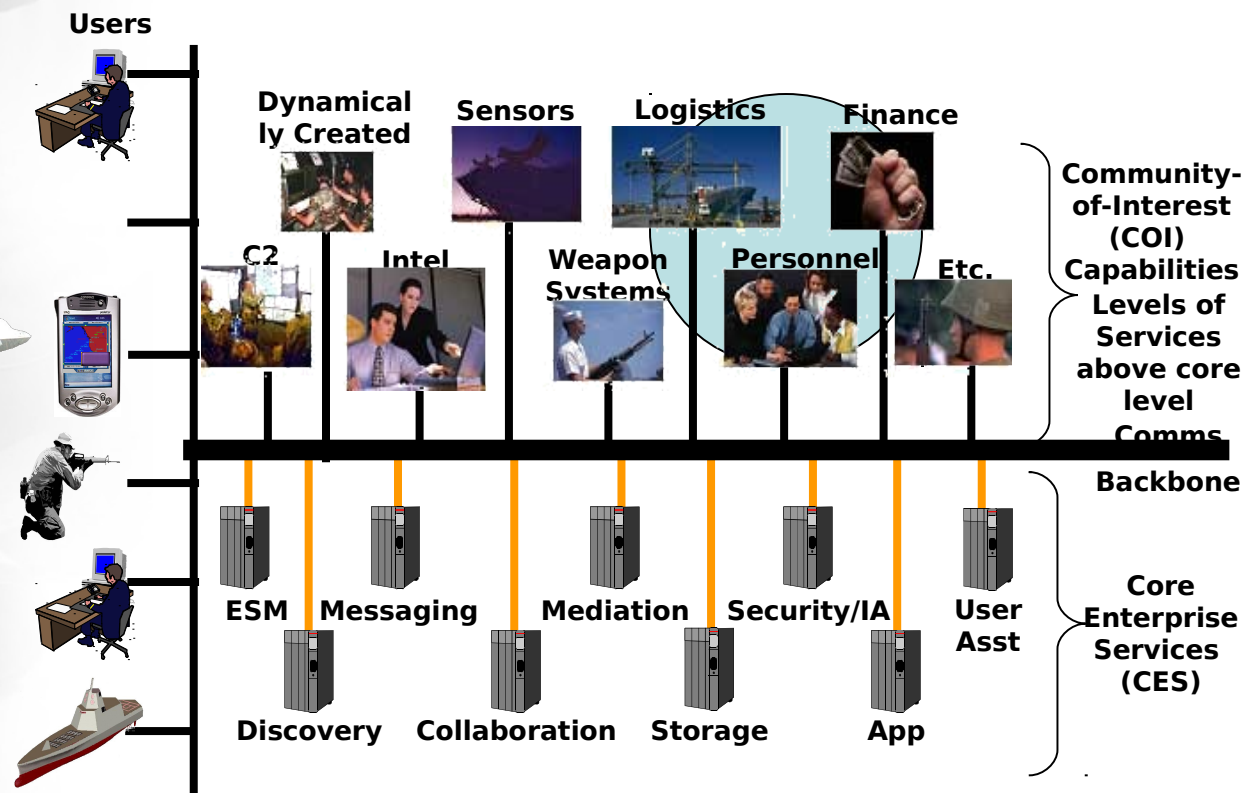 Users
Dynamical
ly Created
Sensors
Logistics
Finance
C2
Intel
Weapon
Systems
Personnel
Etc.
Community-
of-Interest
(COI)
Capabilities
Levels of
Services
above core
level
Comms
Backbone
ESM
Messaging
Mediation
Security/IA
User
Asst
Discovery
Collaboration
Storage
App
Core
Enterprise
Services
(CES)